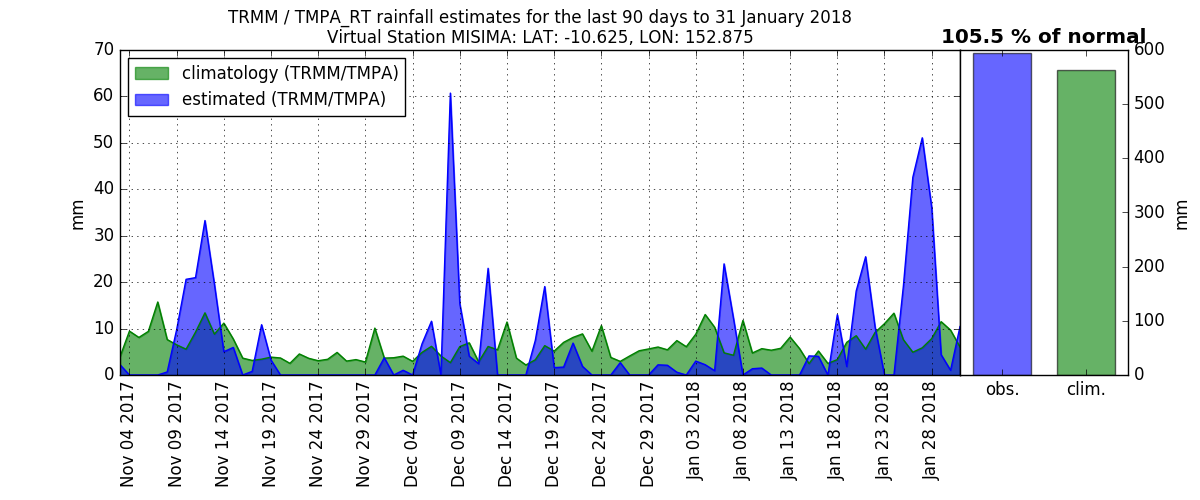 TRMM / TMPA_RT rainfall estimates for the last 90 days to 31 January 2018
Virtual Station MISIMA: LAT: -10.625, LON: 152.875
105.5 % of normal
climatology (TRMM/TMPA)
estimated (TRMM/TMPA)
70
60
50
40
30
20
10
0
mm
600
500
400
300
200
100
0
mm
obs.
clim.
Nov 04 2017
Nov 09 2017
Nov 14 2017
Nov 19 2017
Nov 24 2017
Nov 29 2017
Dec 04 2017
Dec 09 2017
Dec 14 2017
Dec 19 2017
Dec 24 2017
Dec 29 2017
Jan 03 2018
Jan 08 2018
Jan 13 2018
Jan 18 2018
Jan 23 2018
Jan 28 2018